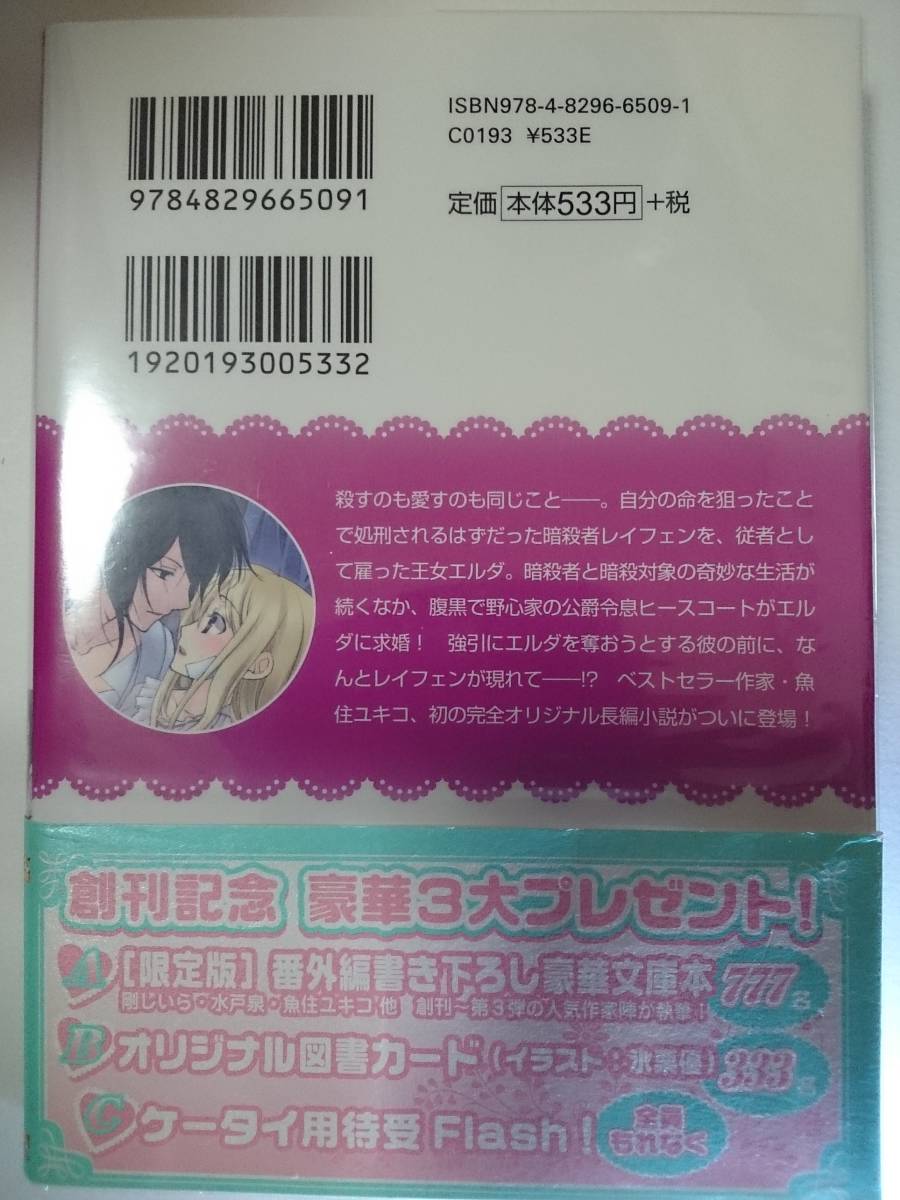 ISBN978-4-8296-6509-1
C0193 ¥533E
9784829665091
定価 本体533円 +税
1920193005332
殺すのも愛すのも同じこと――。自分の命を狙ったこと
で処刑されるはずだった暗殺者レイフェンを、従者とし
て雇った王女エルダ。暗殺者と暗殺対象の奇妙な生活が
続くなか、腹黒で野心家の公爵令息ヒースコートがエル
ダに求婚！　強引にエルダを奪おうとする彼の前に、な
んとレイフェンが現れて――!?　ベストセラー作家・魚
住ユキコ、初の完全オリジナル長編小説がついに登場！
創刊記念 豪華3大プレゼント!
A [限定版] 番外編書き下ろし豪華文庫本 777名
剛じいら・水戸泉・魚住ユキコ 他　創刊～第3弾の人気作家陣が執筆！
B オリジナル図書カード (イラスト:氷栗優) 333名
C ケータイ用待受 Flash! 全員もれなく